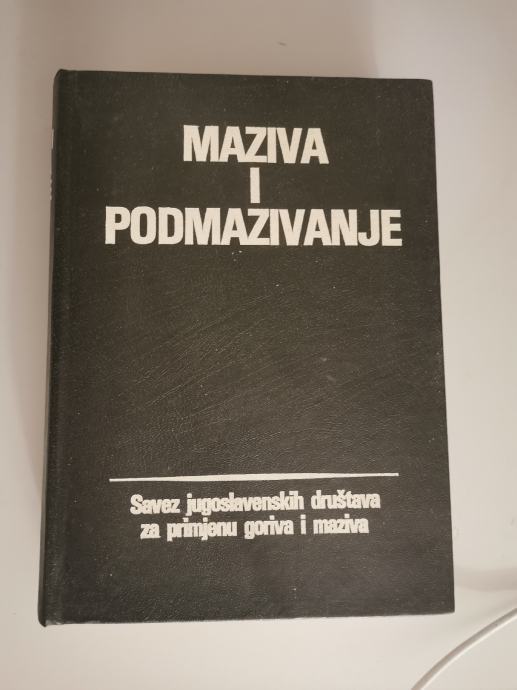 MAZIVA
I
PODMAZIVANJE
Savez jugoslavenskih društava
za primjenu goriva i maziva